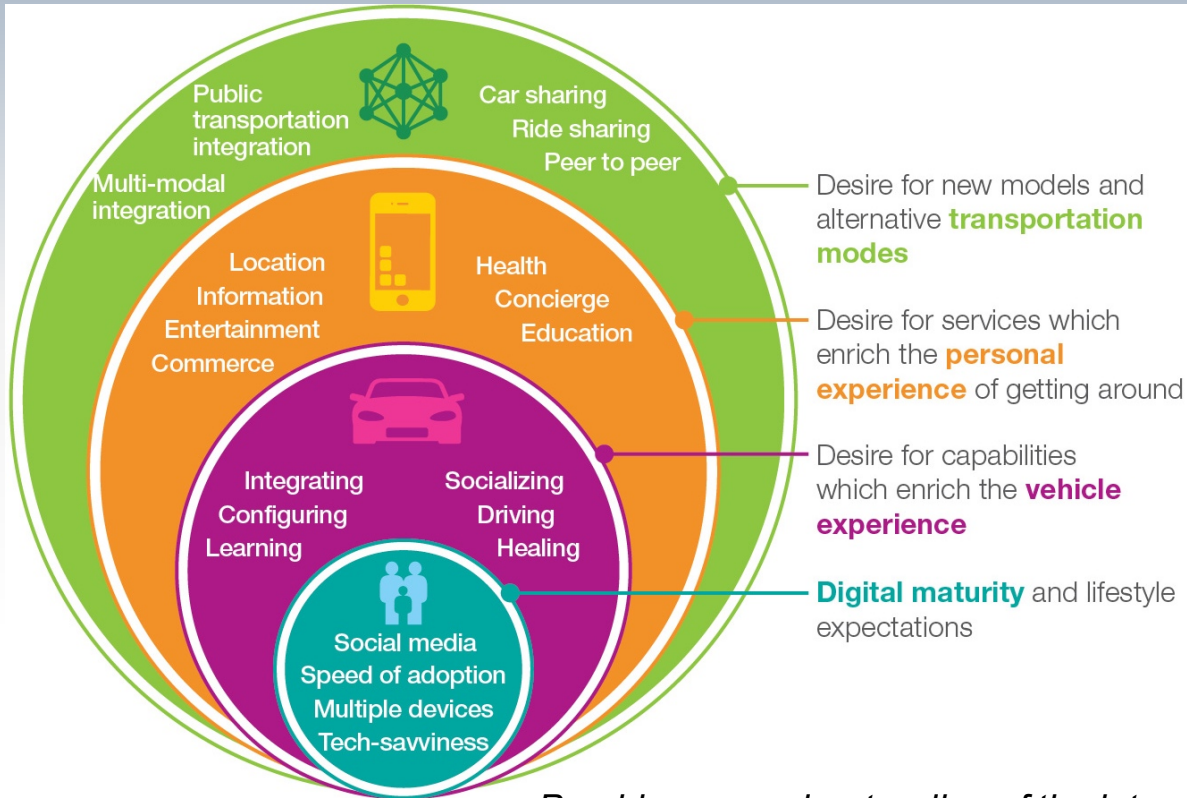 Public
transportation
integration
Multi-modal
integration
Car sharing
Ride sharing
Peer to peer
Location
Information
Entertainment
Commerce
Health
Concierge
Education
Integrating
Configuring
Learning
Socializing
Driving
Healing
Social media
Speed of adoption
Multiple devices
Tech-savviness
Desire for new models and
alternative transportation
modes
Desire for services which
enrich the personal
experience of getting around
Desire for capabilities
which enrich the vehicle
experience
Digital maturity and lifestyle
expectations